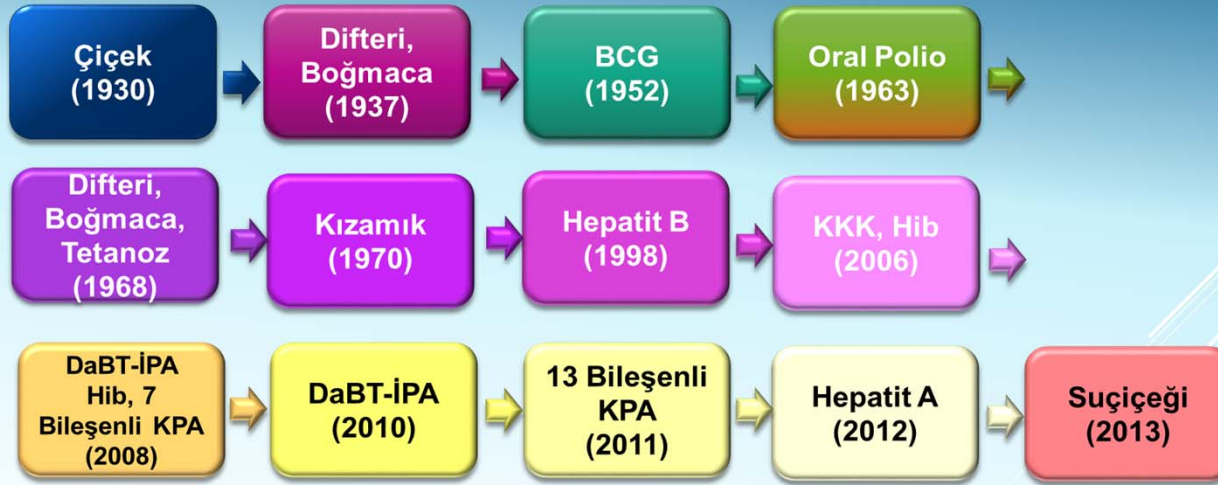 Çiçek
(1930)
Difteri,
Boğmaca
(1937)
BCG
(1952)
Oral Polio
(1963)
Difteri,
Boğmaca,
Tetanoz
(1968)
Kızamık
(1970)
Hepatit B
(1998)
KKK, Hib
(2006)
DaBT-İPA
Hib, 7
Bileşenli KPA
(2008)
DaBT-İPA
(2010)
13 Bileşenli
KPA
(2011)
Hepatit A
(2012)
Suçiçeği
(2013)